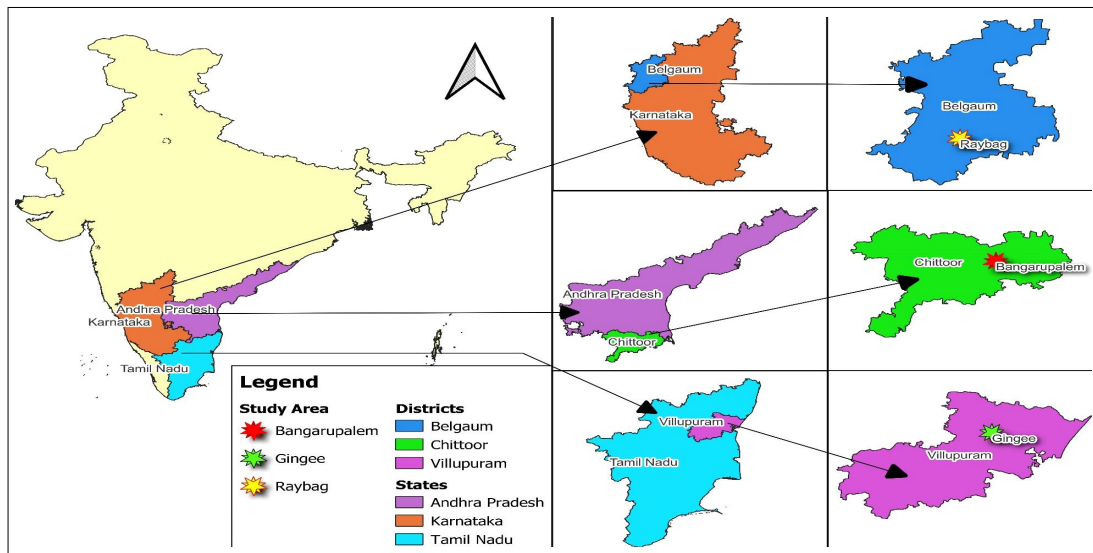 Andhra Pradesh
Karnataka
Tamil Nadu
Belgaum
Karnataka
Belgaum
Raybag
Andhra Pradesh
Chittoor
Chittoor
Bangarupalem
Villupuram
Tamil Nadu
Gingee
Villupuram
Legend
Study Area
Bangarupalem
Gingee
Raybag
Districts
Belgaum
Chittoor
Villupuram
States
Andhra Pradesh
Karnataka
Tamil Nadu